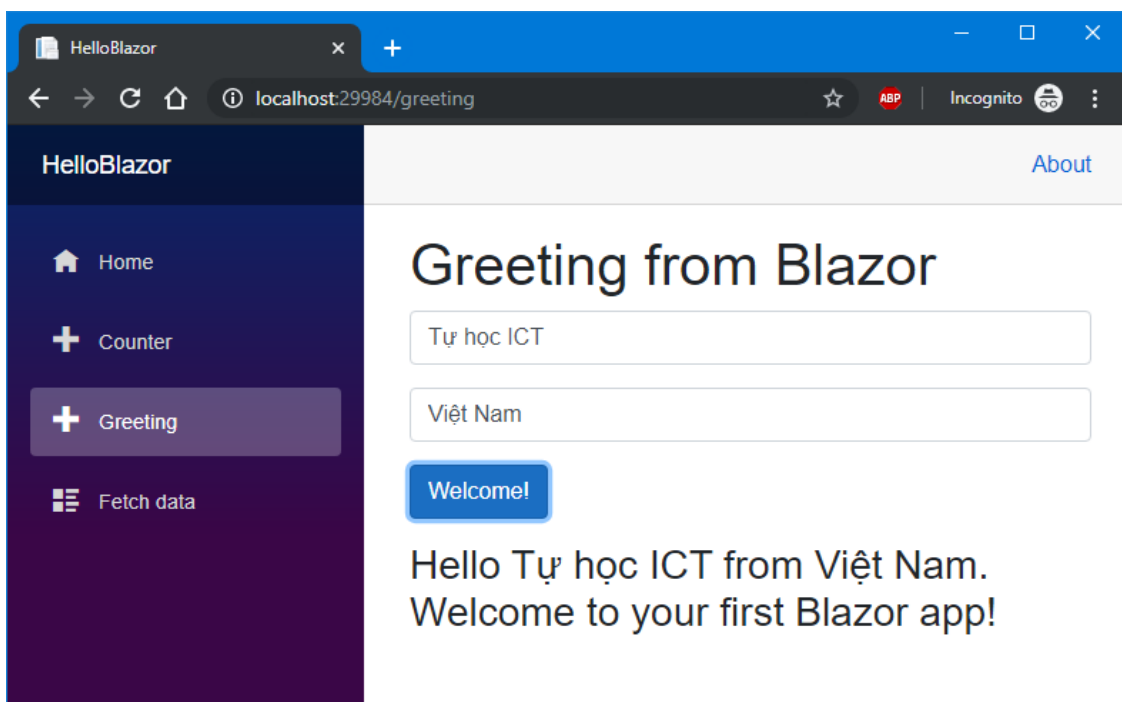 HelloBlazor
localhost:29984/greeting
ABP
Incognito
HelloBlazor
About
Home
Counter
Greeting
Fetch data
Greeting from Blazor
Tự học ICT
Việt Nam
Welcome!
Hello Tự học ICT from Việt Nam.
Welcome to your first Blazor app!